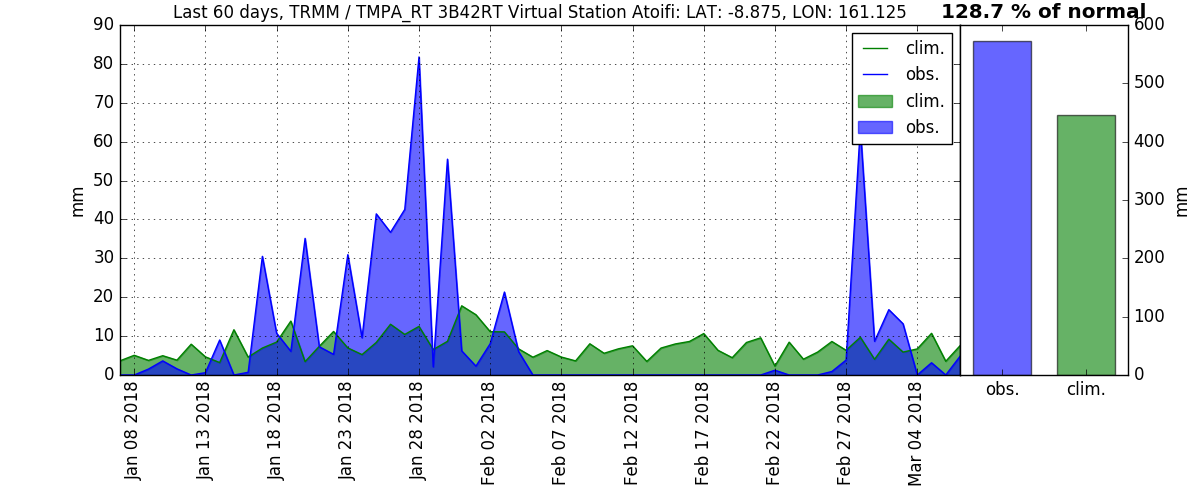 Last 60 days, TRMM / TMPA_RT 3B42RT Virtual Station Atoifi: LAT: -8.875, LON: 161.125
128.7 % of normal
90
80
70
60
50
40
30
20
10
0
mm
clim.
obs.
clim.
obs.
Jan 08 2018
Jan 13 2018
Jan 18 2018
Jan 23 2018
Jan 28 2018
Feb 02 2018
Feb 07 2018
Feb 12 2018
Feb 17 2018
Feb 22 2018
Feb 27 2018
Mar 04 2018
600
500
400
300
200
100
0
mm
obs.
clim.